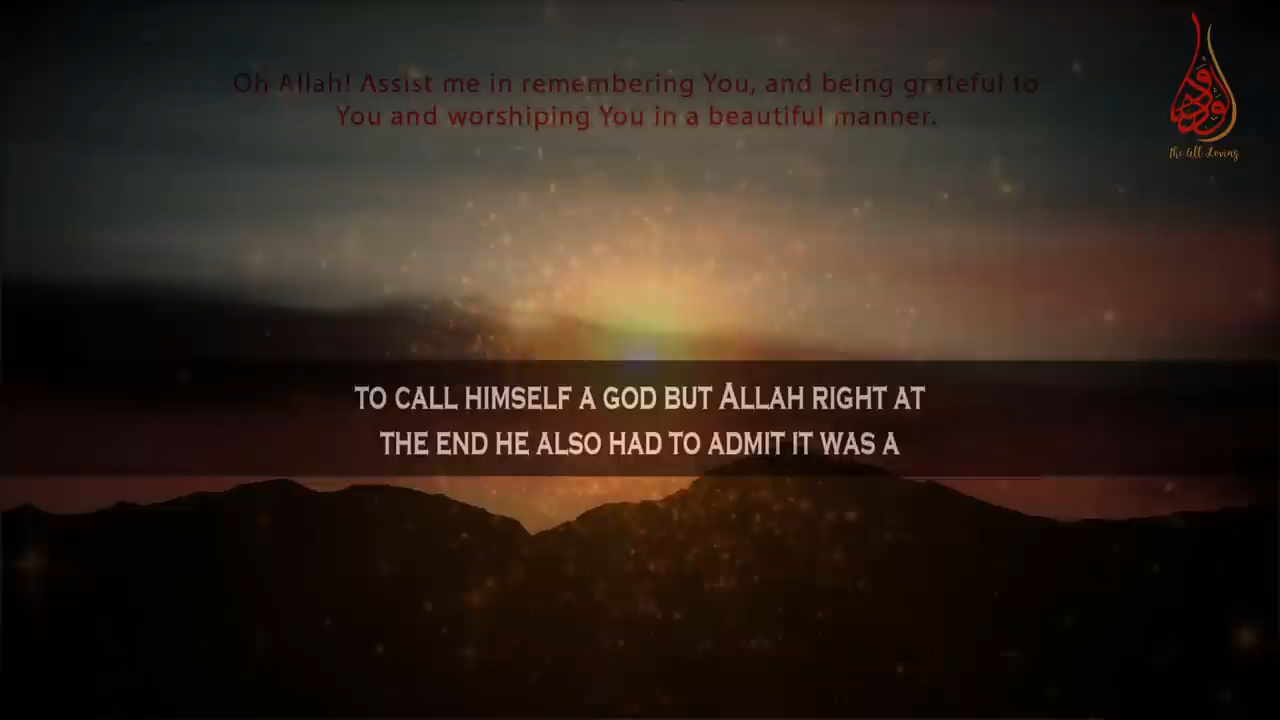 Oh Allah! Assist me in remembering You, and being grateful to
You and worshiping You in a beautiful manner.
The All Loving
TO CALL HIMSELF A GOD BUT ALLAH RIGHT AT
THE END HE ALSO HAD TO ADMIT IT WAS A